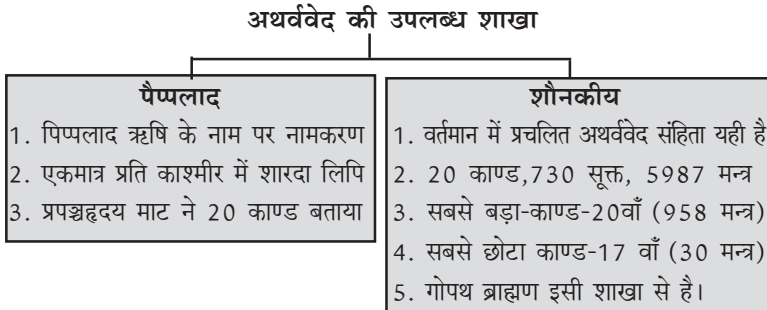 अथर्ववेद की उपलब्ध शाखा
पैप्पलाद
1. पिप्पलाद ऋषि के नाम पर नामकरण
2. एकमात्र प्रति काश्मीर में शारदा लिपि
3. प्रपञ्चहृदय माट ने 20 काण्ड बताया
शौनकीय
1. वर्तमान में प्रचलित अथर्ववेद संहिता यही है
2. 20 काण्ड,730 सूक्त, 5987 मन्त्र
3. सबसे बड़ा-काण्ड-20वाँ (958 मन्त्र)
4. सबसे छोटा काण्ड-17 वाँ (30 मन्त्र)
5. गोपथ ब्राह्मण इसी शाखा से है।